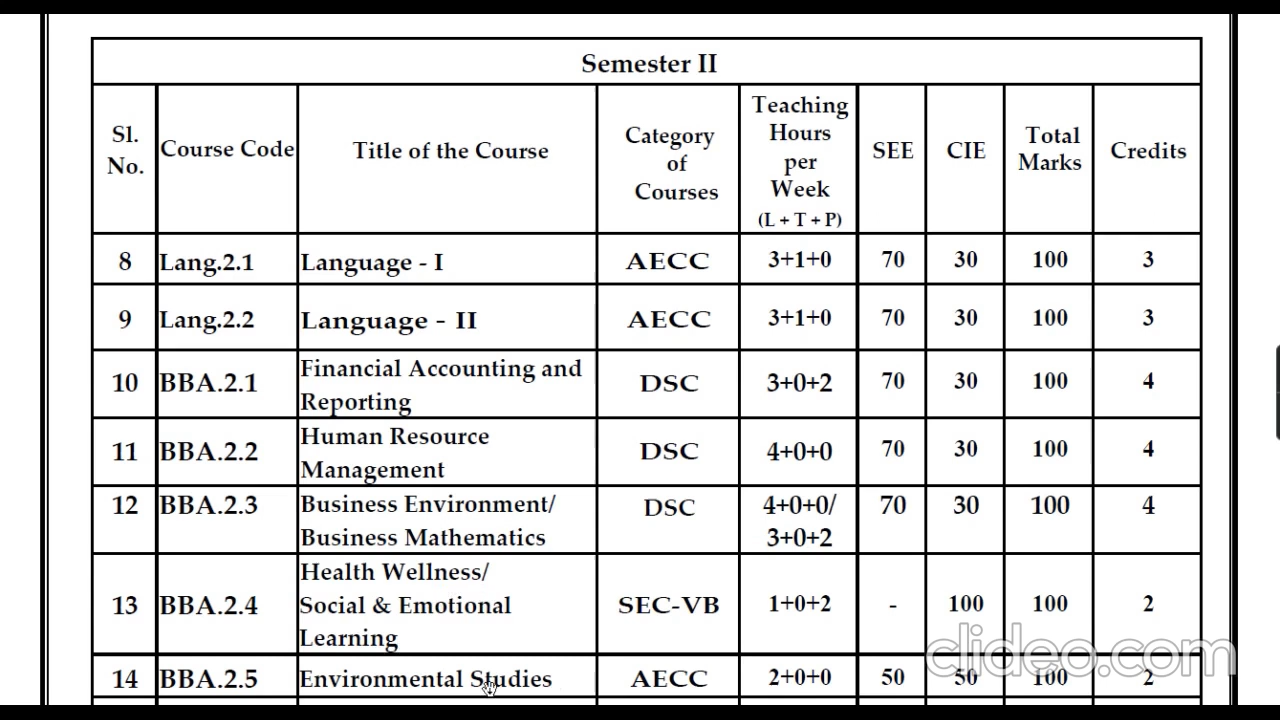 Semester II
Sl. No. Course Code Title of the Course Category of Courses Teaching Hours per Week (L + T + P) SEE CIE Total Marks Credits
8 Lang.2.1 Language - I AECC 3+1+0 70 30 100 3
9 Lang.2.2 Language - II AECC 3+1+0 70 30 100 3
10 BBA.2.1 Financial Accounting and Reporting DSC 3+0+2 70 30 100 4
11 BBA.2.2 Human Resource Management DSC 4+0+0 70 30 100 4
12 BBA.2.3 Business Environment/ Business Mathematics DSC 4+0+0/ 3+0+2 70 30 100 4
13 BBA.2.4 Health Wellness/ Social & Emotional Learning SEC-VB 1+0+2 - 100 100 2
14 BBA.2.5 Environmental Studies AECC 2+0+0 50 50 100 2
clideo.com